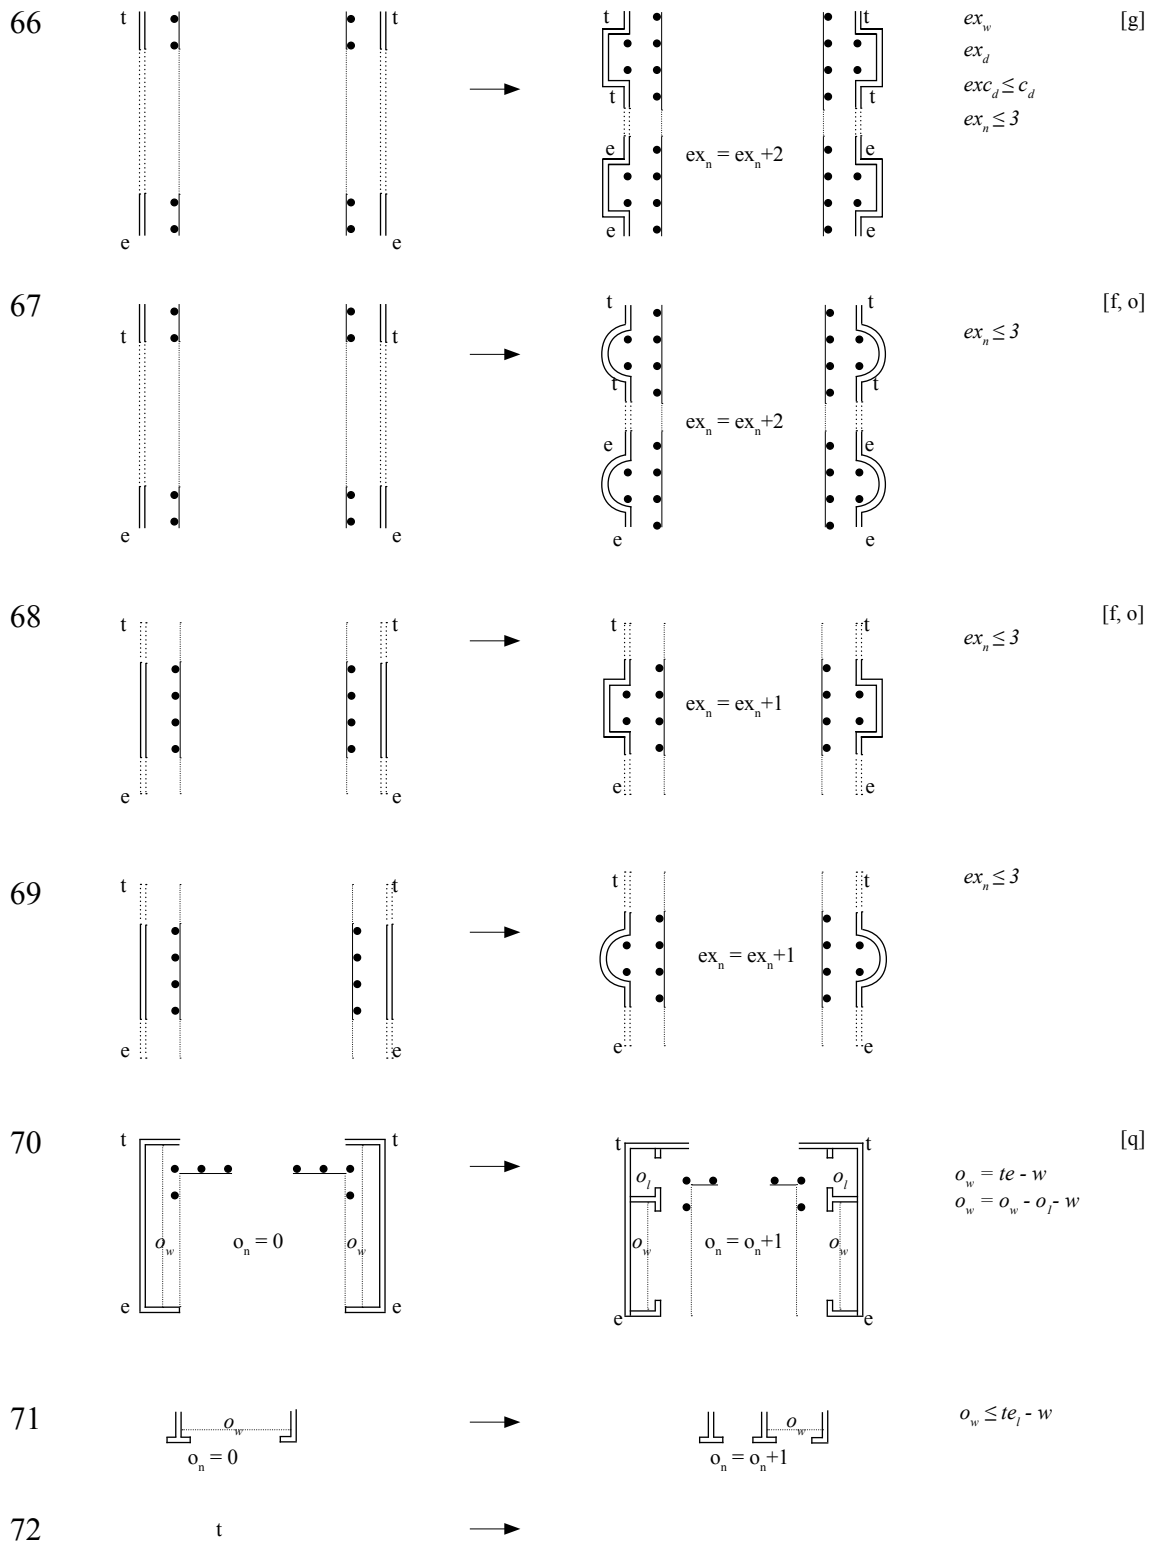 66 t t t t ex_w [g]
ex_d
t t exc_d ≤ c_d
ex_n ≤ 3
e e
ex_n = ex_n+2
e e e e
67 t t t t [f, o]
ex_n ≤ 3
t t
ex_n = ex_n+2
e e
e e e e
68 t t t t [f, o]
ex_n ≤ 3
ex_n = ex_n+1
e e e e
69 t t t t ex_n ≤ 3
ex_n = ex_n+1
e e e e
70 t t t t [q]
o_l o_l o_w = te - w
o_w = o_w - o_l - w
o_w o_n = 0 o_w o_w o_n = o_n+1 o_w
e e e e
71 o_w o_w o_w ≤ te_l - w
o_n = 0 o_n = o_n+1
72 t